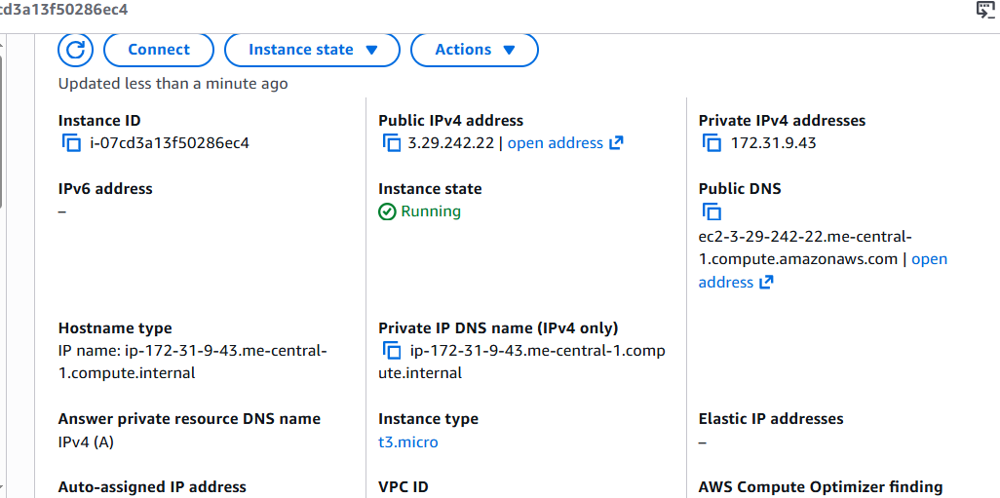 cd3a13f50286ec4
Connect
Instance state
Actions
Updated less than a minute ago
Instance ID
i-07cd3a13f50286ec4
Public IPv4 address
3.29.242.22 | open address
Private IPv4 addresses
172.31.9.43
IPv6 address
–
Instance state
Running
Public DNS
ec2-3-29-242-22.me-central-
1.compute.amazonaws.com | open
address
Hostname type
IP name: ip-172-31-9-43.me-central-
1.compute.internal
Private IP DNS name (IPv4 only)
ip-172-31-9-43.me-central-1.comp
ute.internal
Answer private resource DNS name
IPv4 (A)
Instance type
t3.micro
Elastic IP addresses
–
Auto-assigned IP address
VPC ID
AWS Compute Optimizer finding